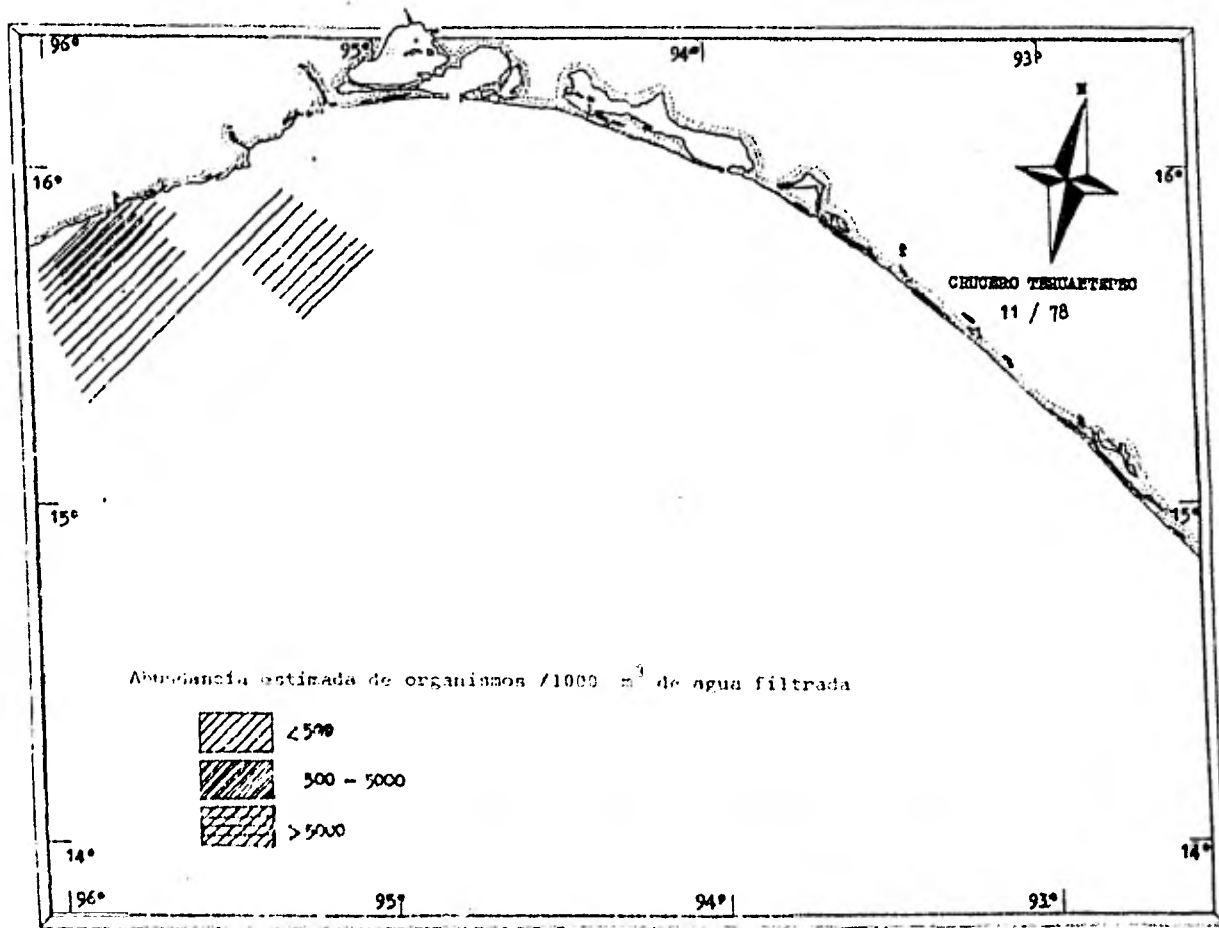 96° 95° 94° 93°
N
16° 16°
CRUCERO TEHUANTEPEC
11 / 78
15° 15°
Abundancia estimada de organismos /1000 m³ de agua filtrada
<500
500 - 5000
>5000
14° 14°
96° 95° 94° 93°